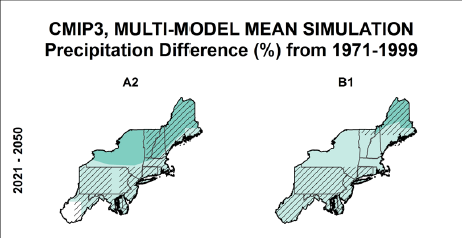 CMIP3, MULTI-MODEL MEAN SIMULATION
Precipitation Difference (%) from 1971-1999
A2
B1
2021 - 2050